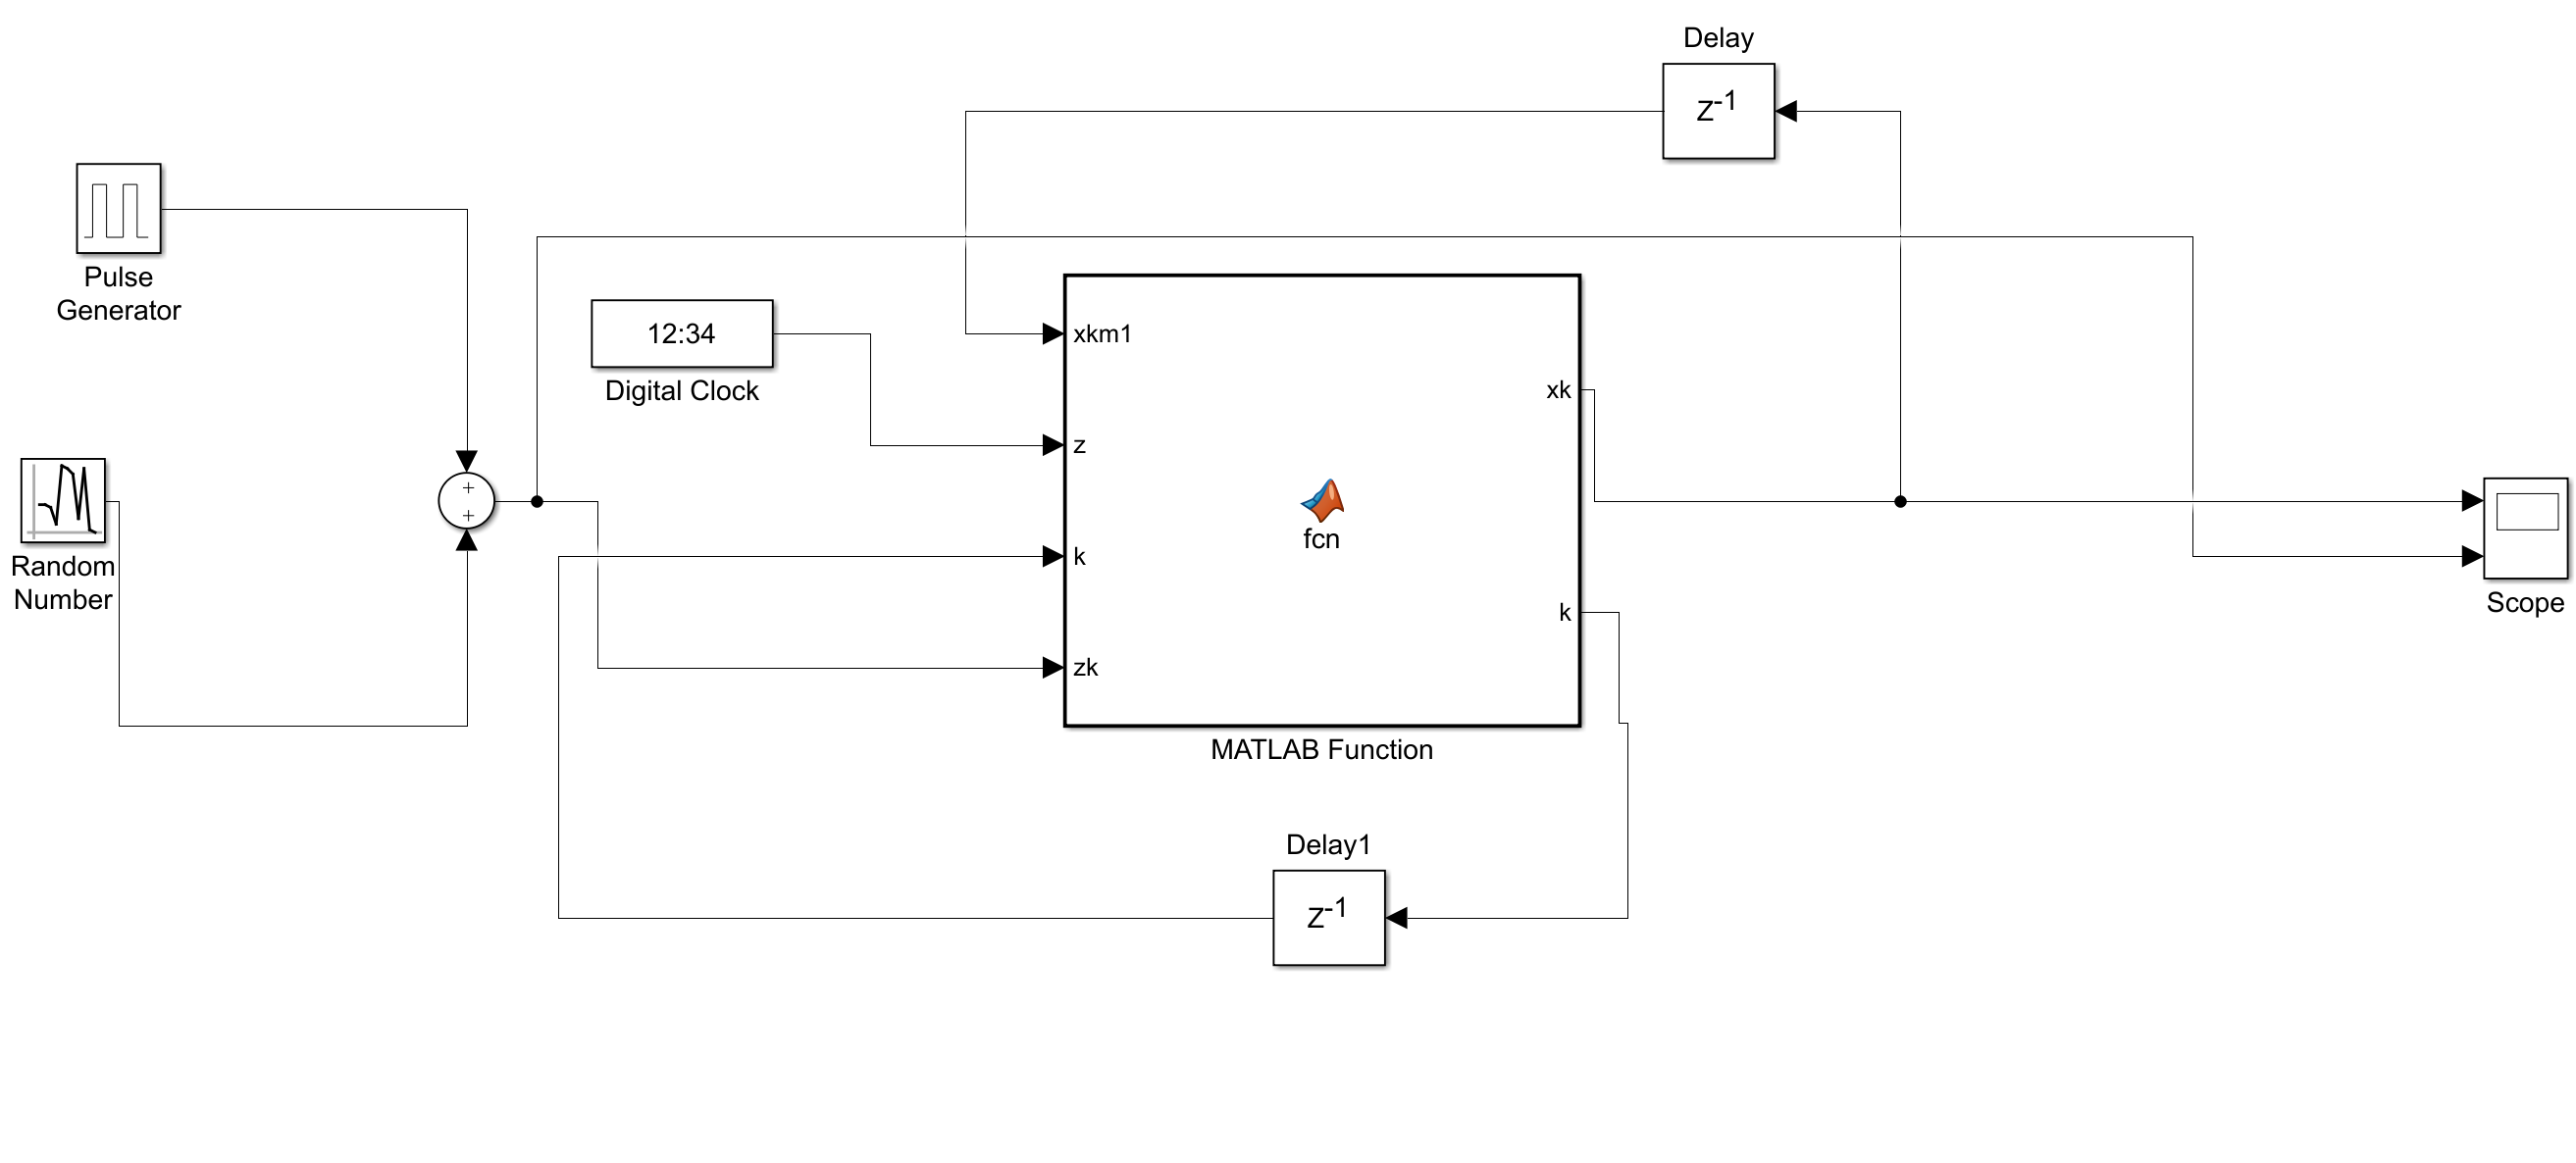 Delay
Z-1
Pulse
Generator
12:34
Digital Clock
xkm1
z
k
zk
xk
k
fcn
MATLAB Function
Random
Number
+
+
Scope
Delay1
Z-1